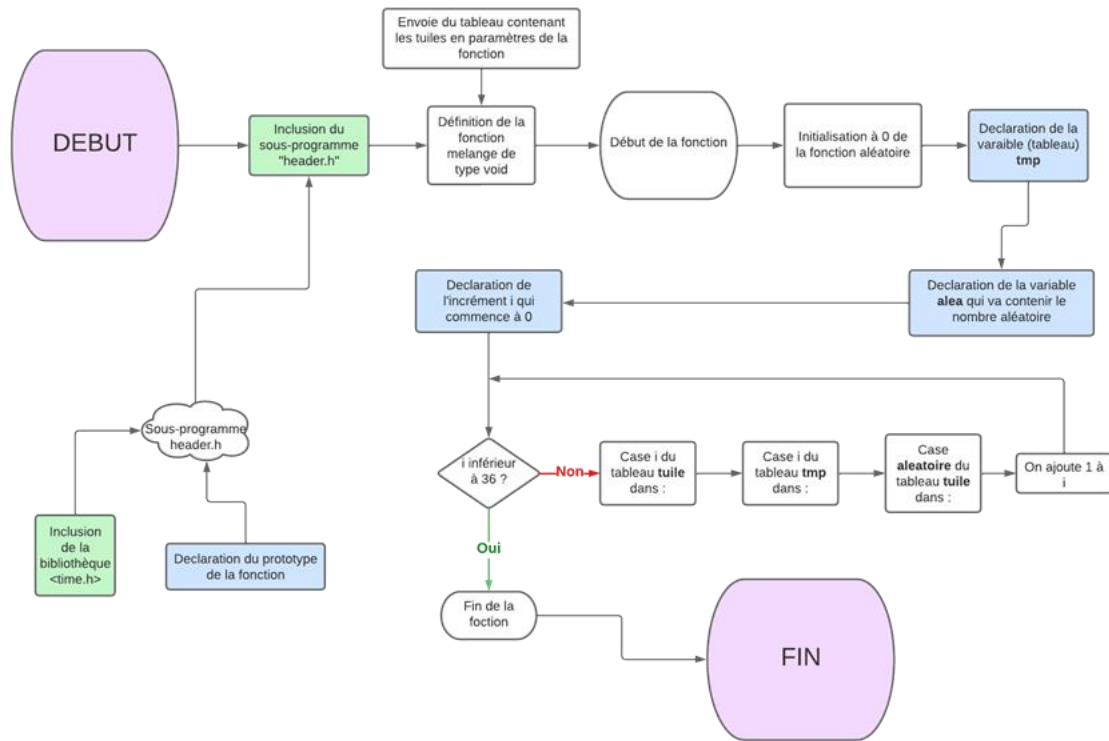 Envoie du tableau contenant
les tuiles en paramètres de la
fonction
DEBUT
Inclusion du
sous-programme
"header.h"
Définition de la
fonction
melange de
type void
Début de la fonction
Initialisation à 0 de
la fonction aléatoire
Declaration de la
varaible (tableau)
tmp
Declaration de
l'incrément i qui
commence à 0
Declaration de la variable
alea qui va contenir le
nombre aléatoire
Sous-programme
header.h
i inférieur
à 36 ?
Non
Case i du
tableau tuile
dans :
Case i du
tableau tmp
dans :
Case
aleatoire du
tableau tuile
dans :
On ajoute 1 à
i
Inclusion
de la
bibliothèque
<time.h>
Declaration du prototype
de la fonction
Oui
Fin de la
foction
FIN